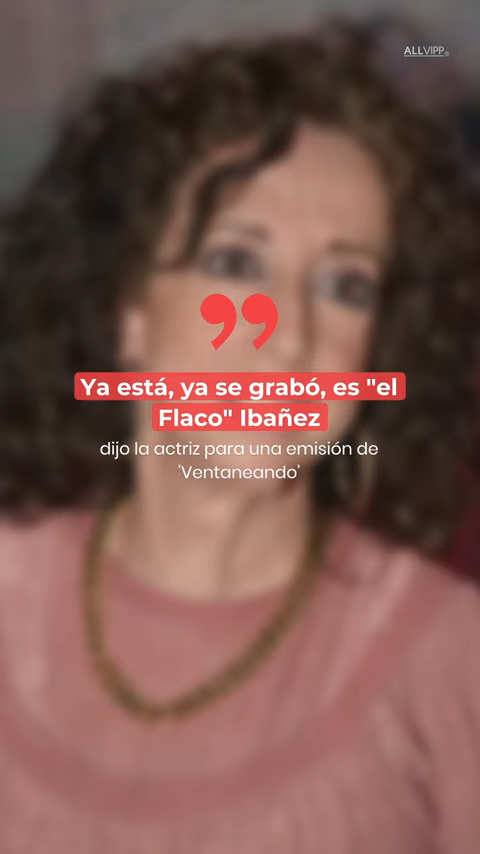 ALLVIPP®
”
Ya está, ya se grabó, es "el
Flaco" Ibañez
dijo la actriz para una emisión de
'Ventaneando'